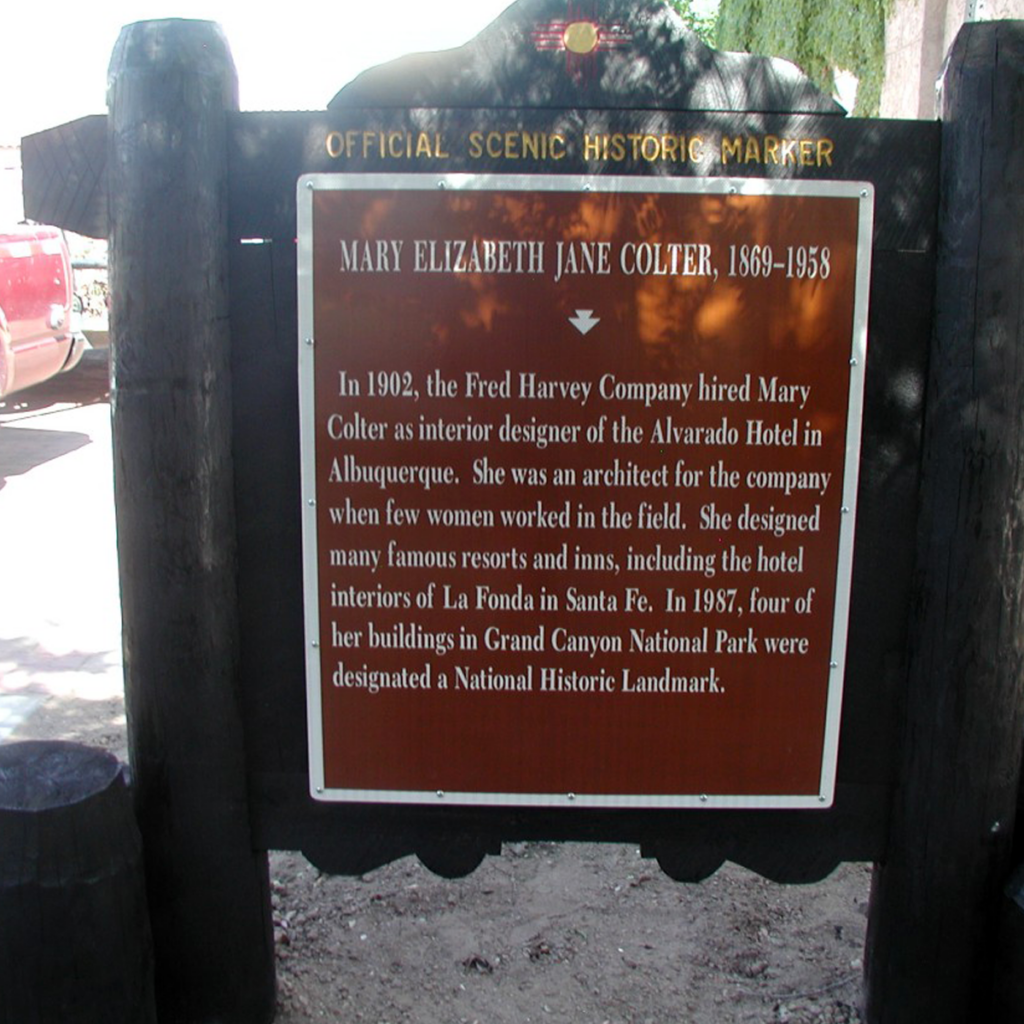 OFFICIAL SCENIC HISTORIC MARKER
MARY ELIZABETH JANE COLTER, 1869–1958
In 1902, the Fred Harvey Company hired Mary
Colter as interior designer of the Alvarado Hotel in
Albuquerque. She was an architect for the company
when few women worked in the field. She designed
many famous resorts and inns, including the hotel
interiors of La Fonda in Santa Fe. In 1987, four of
her buildings in Grand Canyon National Park were
designated a National Historic Landmark.